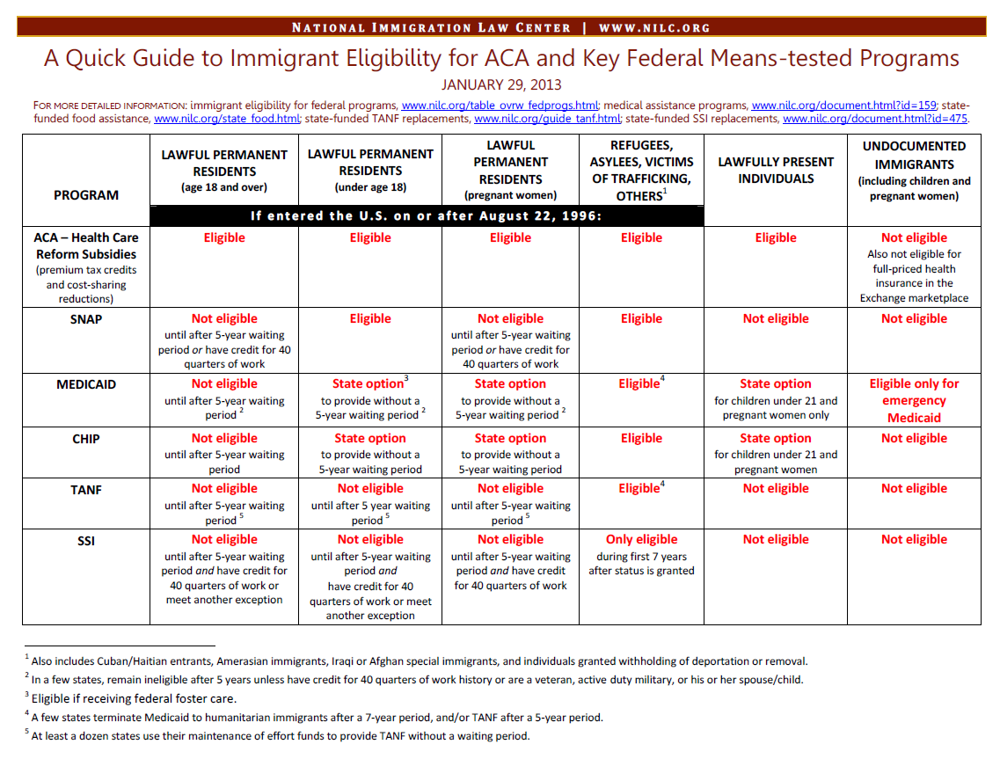 NATIONAL IMMIGRATION LAW CENTER | WWW.NILC.ORG
A Quick Guide to Immigrant Eligibility for ACA and Key Federal Means-tested Programs
JANUARY 29, 2013
FOR MORE DETAILED INFORMATION: immigrant eligibility for federal programs, www.nilc.org/table_ovrw_fedprogs.html; medical assistance programs, www.nilc.org/document.html?id=159; state-
funded food assistance, www.nilc.org/state_food.html; state-funded TANF replacements, www.nilc.org/guide_tanf.html; state-funded SSI replacements, www.nilc.org/document.html?id=475.
PROGRAM
LAWFUL PERMANENT
RESIDENTS
(age 18 and over)
LAWFUL PERMANENT
RESIDENTS
(under age 18)
LAWFUL
PERMANENT
RESIDENTS
(pregnant women)
REFUGEES,
ASYLEES, VICTIMS
OF TRAFFICKING,
OTHERS1
LAWFULLY PRESENT
INDIVIDUALS
UNDOCUMENTED
IMMIGRANTS
(including children and
pregnant women)
If entered the U.S. on or after August 22, 1996:
ACA – Health Care
Reform Subsidies
(premium tax credits
and cost-sharing
reductions)
Eligible
Eligible
Eligible
Eligible
Eligible
Not eligible
Also not eligible for
full-priced health
insurance in the
Exchange marketplace
SNAP
Not eligible
until after 5-year waiting
period or have credit for 40
quarters of work
Eligible
Not eligible
until after 5-year waiting
period or have credit for
40 quarters of work
Eligible
Not eligible
Not eligible
MEDICAID
Not eligible
until after 5-year waiting
period 2
State option3
to provide without a
5-year waiting period 2
State option
to provide without a
5-year waiting period 2
Eligible4
State option
for children under 21 and
pregnant women only
Eligible only for
emergency
Medicaid
CHIP
Not eligible
until after 5-year waiting
period
State option
to provide without a
5-year waiting period
State option
to provide without a
5-year waiting period
Eligible
State option
for children under 21 and
pregnant women
Not eligible
TANF
Not eligible
until after 5-year waiting
period 5
Not eligible
until after 5 year waiting
period 5
Not eligible
until after 5-year waiting
period 5
Eligible4
Not eligible
Not eligible
SSI
Not eligible
until after 5-year waiting
period and have credit for
40 quarters of work or
meet another exception
Not eligible
until after 5-year waiting
period and
have credit for 40
quarters of work or meet
another exception
Not eligible
until after 5-year waiting
period and have credit
for 40 quarters of work
Only eligible
during first 7 years
after status is granted
Not eligible
Not eligible
1 Also includes Cuban/Haitian entrants, Amerasian immigrants, Iraqi or Afghan special immigrants, and individuals granted withholding of deportation or removal.
2 In a few states, remain ineligible after 5 years unless have credit for 40 quarters of work history or are a veteran, active duty military, or his or her spouse/child.
3 Eligible if receiving federal foster care.
4 A few states terminate Medicaid to humanitarian immigrants after a 7-year period, and/or TANF after a 5-year period.
5 At least a dozen states use their maintenance of effort funds to provide TANF without a waiting period.